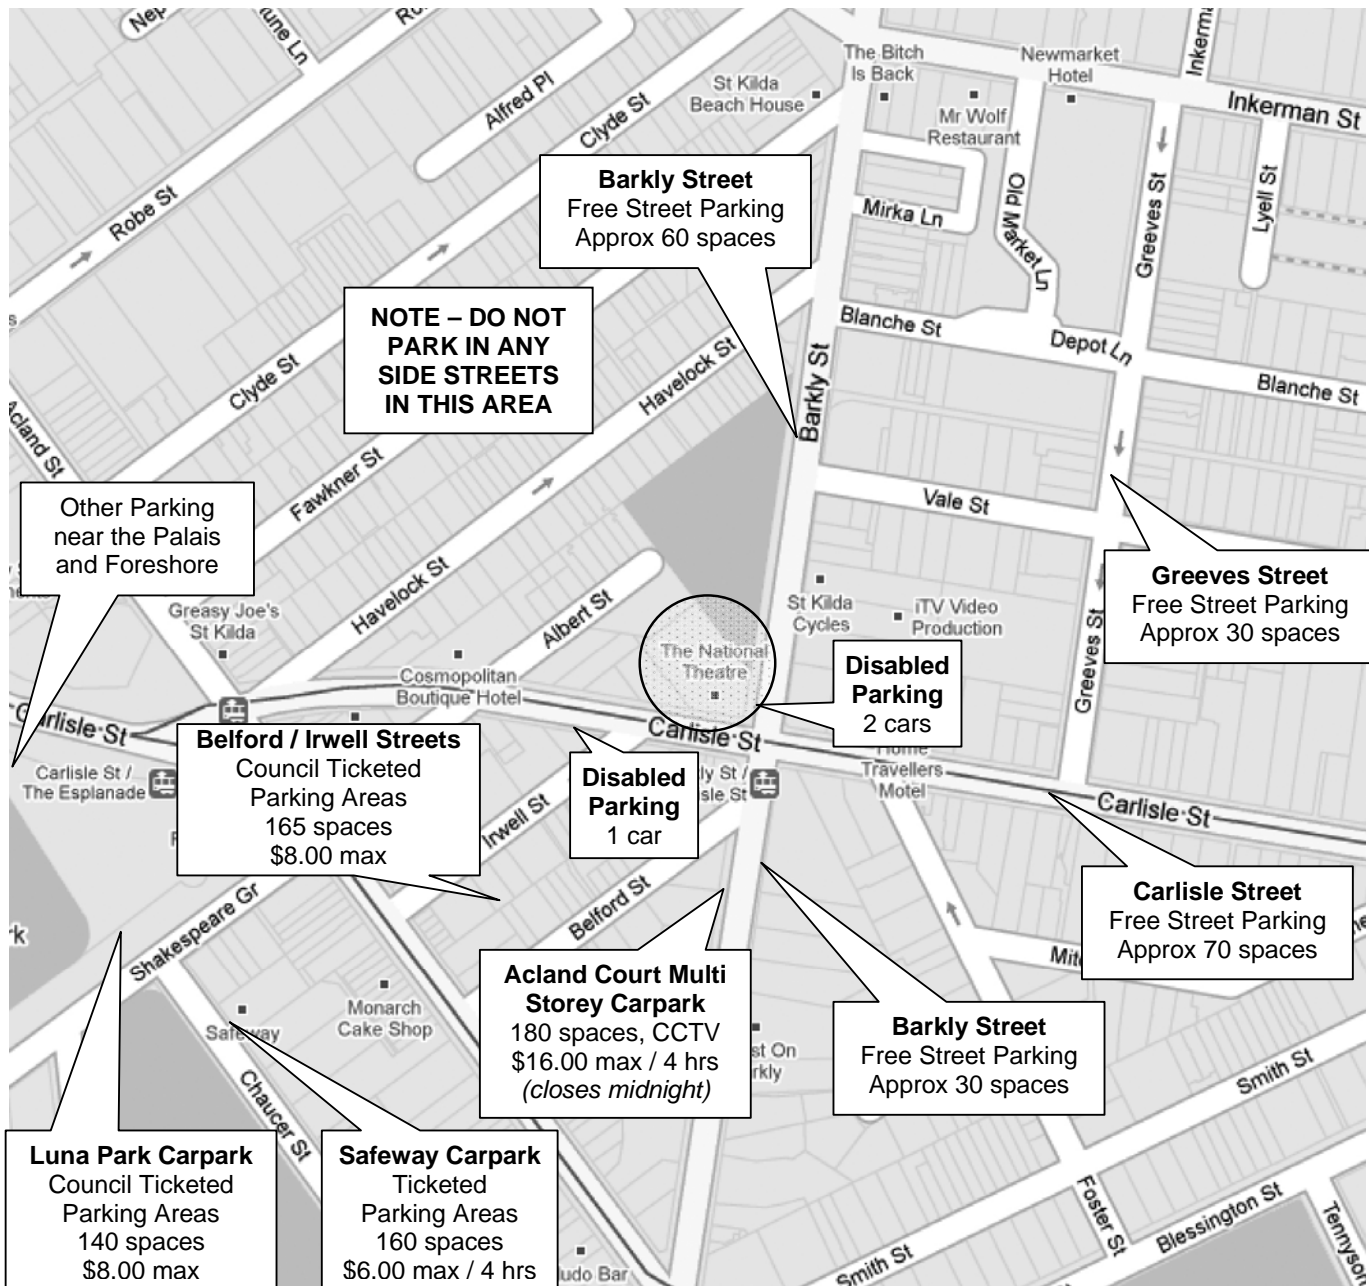 Alfred Pl
Clyde St
St Kilda
Beach House
The Bitch
Is Back
Newmarket
Hotel
Mr Wolf
Restaurant
Inkerman St
Robe St
Barkly Street
Free Street Parking
Approx 60 spaces
Mirka Ln
Old Market Ln
Greeves St
Lyell St
NOTE – DO NOT
PARK IN ANY
SIDE STREETS
IN THIS AREA
Clyde St
Havelock St
Barkly St
Blanche St
Depot Ln
Blanche St
Acland St
Fawkner St
Vale St
Other Parking
near the Palais
and Foreshore
Greasy Joe's
St Kilda
Havelock St
Albert St
St Kilda
Cycles
iTV Video
Production
Greeves Street
Free Street Parking
Approx 30 spaces
Greeves St
The National
Theatre
Disabled
Parking
2 cars
Cosmopolitan
Boutique Hotel
Carlisle St
Carlisle St
Carlisle St /
The Esplanade
Belford / Irwell Streets
Council Ticketed
Parking Areas
165 spaces
$8.00 max
Disabled
Parking
1 car
Irwell St
Travellers
Motel
Carlisle St
Belford St
Carlisle Street
Free Street Parking
Approx 70 spaces
Shakespeare Gr
Safeway
Monarch
Cake Shop
Acland Court Multi
Storey Carpark
180 spaces, CCTV
$16.00 max / 4 hrs
(closes midnight)
Barkly Street
Free Street Parking
Approx 30 spaces
Chaucer St
Smith St
Luna Park Carpark
Council Ticketed
Parking Areas
140 spaces
$8.00 max
Safeway Carpark
Ticketed
Parking Areas
160 spaces
$6.00 max / 4 hrs
Foster St
Blessington St
Tennyson
Smith St